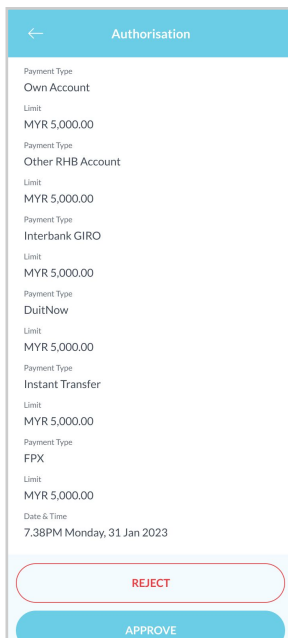 Authorisation
Payment Type
Own Account
Limit
MYR 5,000.00
Payment Type
Other RHB Account
Limit
MYR 5,000.00
Payment Type
Interbank GIRO
Limit
MYR 5,000.00
Payment Type
DuitNow
Limit
MYR 5,000.00
Payment Type
Instant Transfer
Limit
MYR 5,000.00
Payment Type
FPX
Limit
MYR 5,000.00
Date & Time
7.38PM Monday, 31 Jan 2023
REJECT
APPROVE